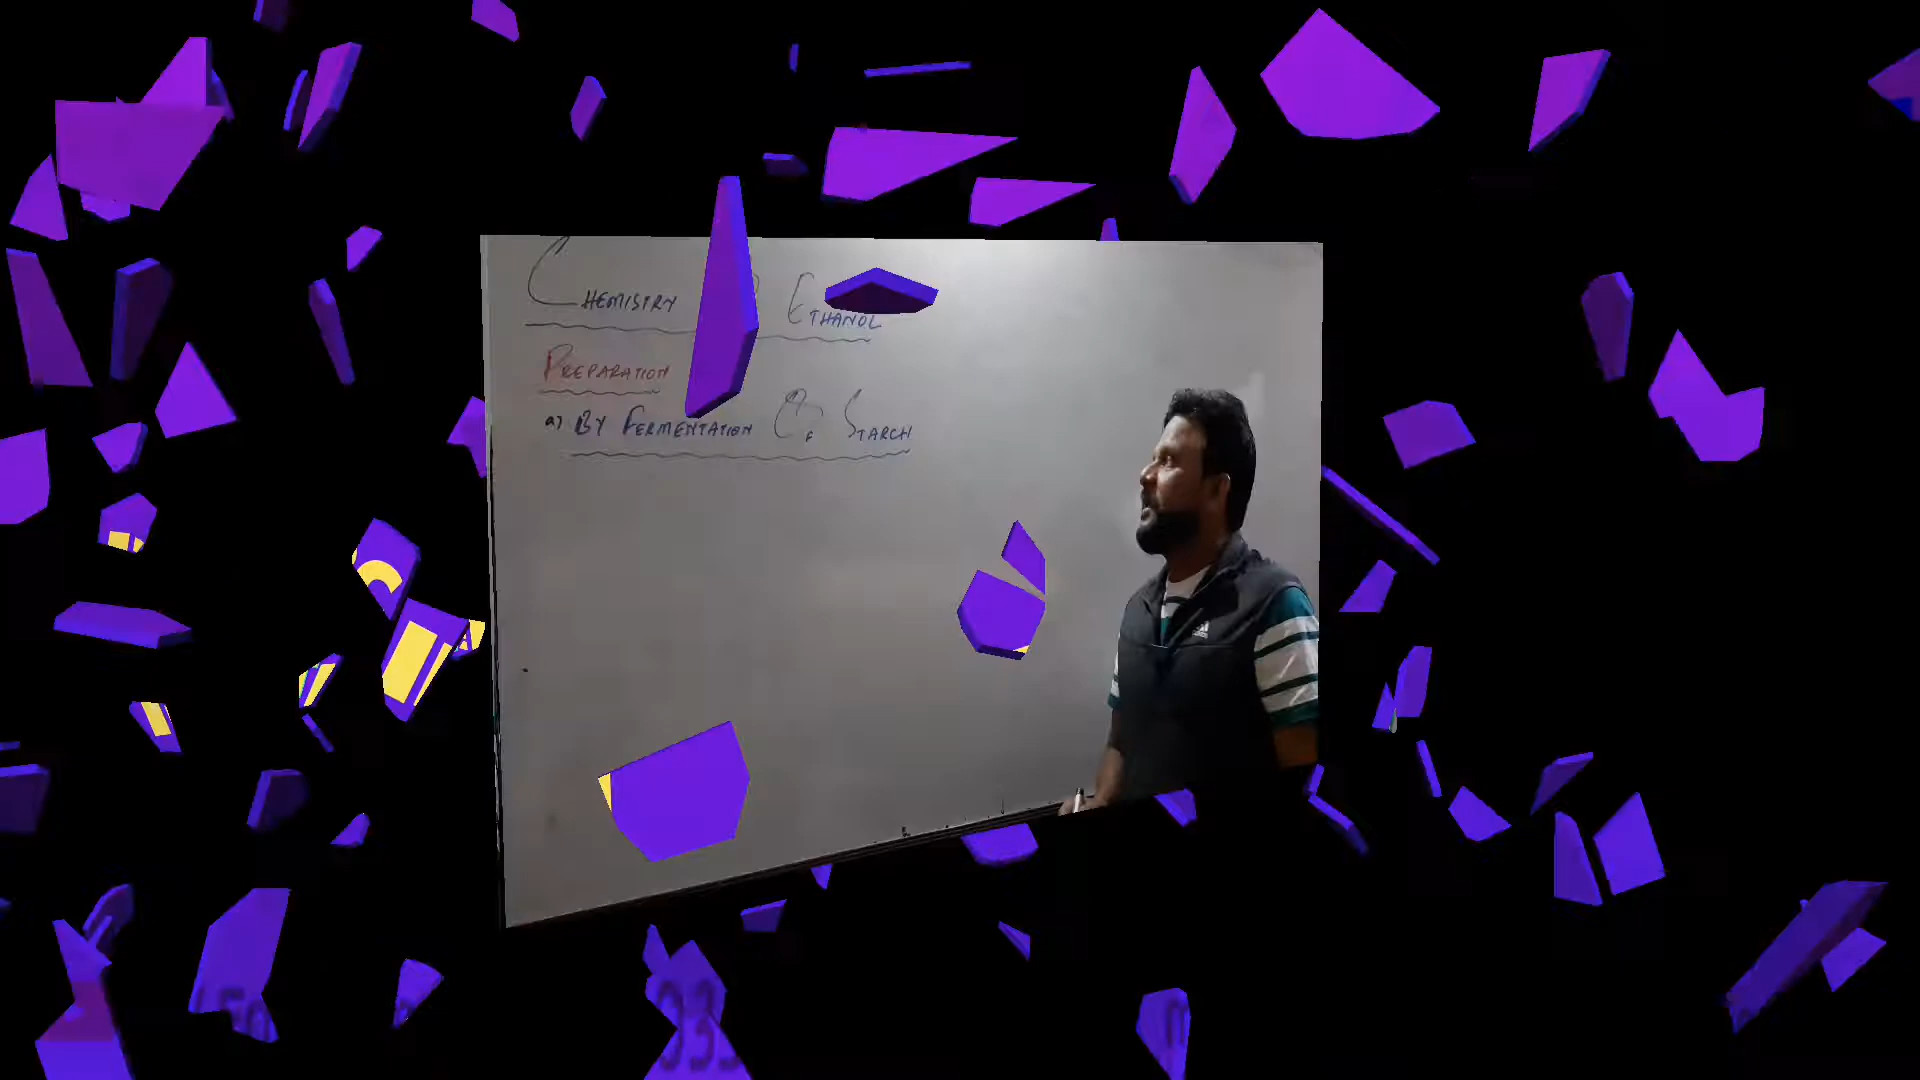 CHEMISTRY ETHANOL
PREPARATION
a) BY FERMENTATION OF STARCH